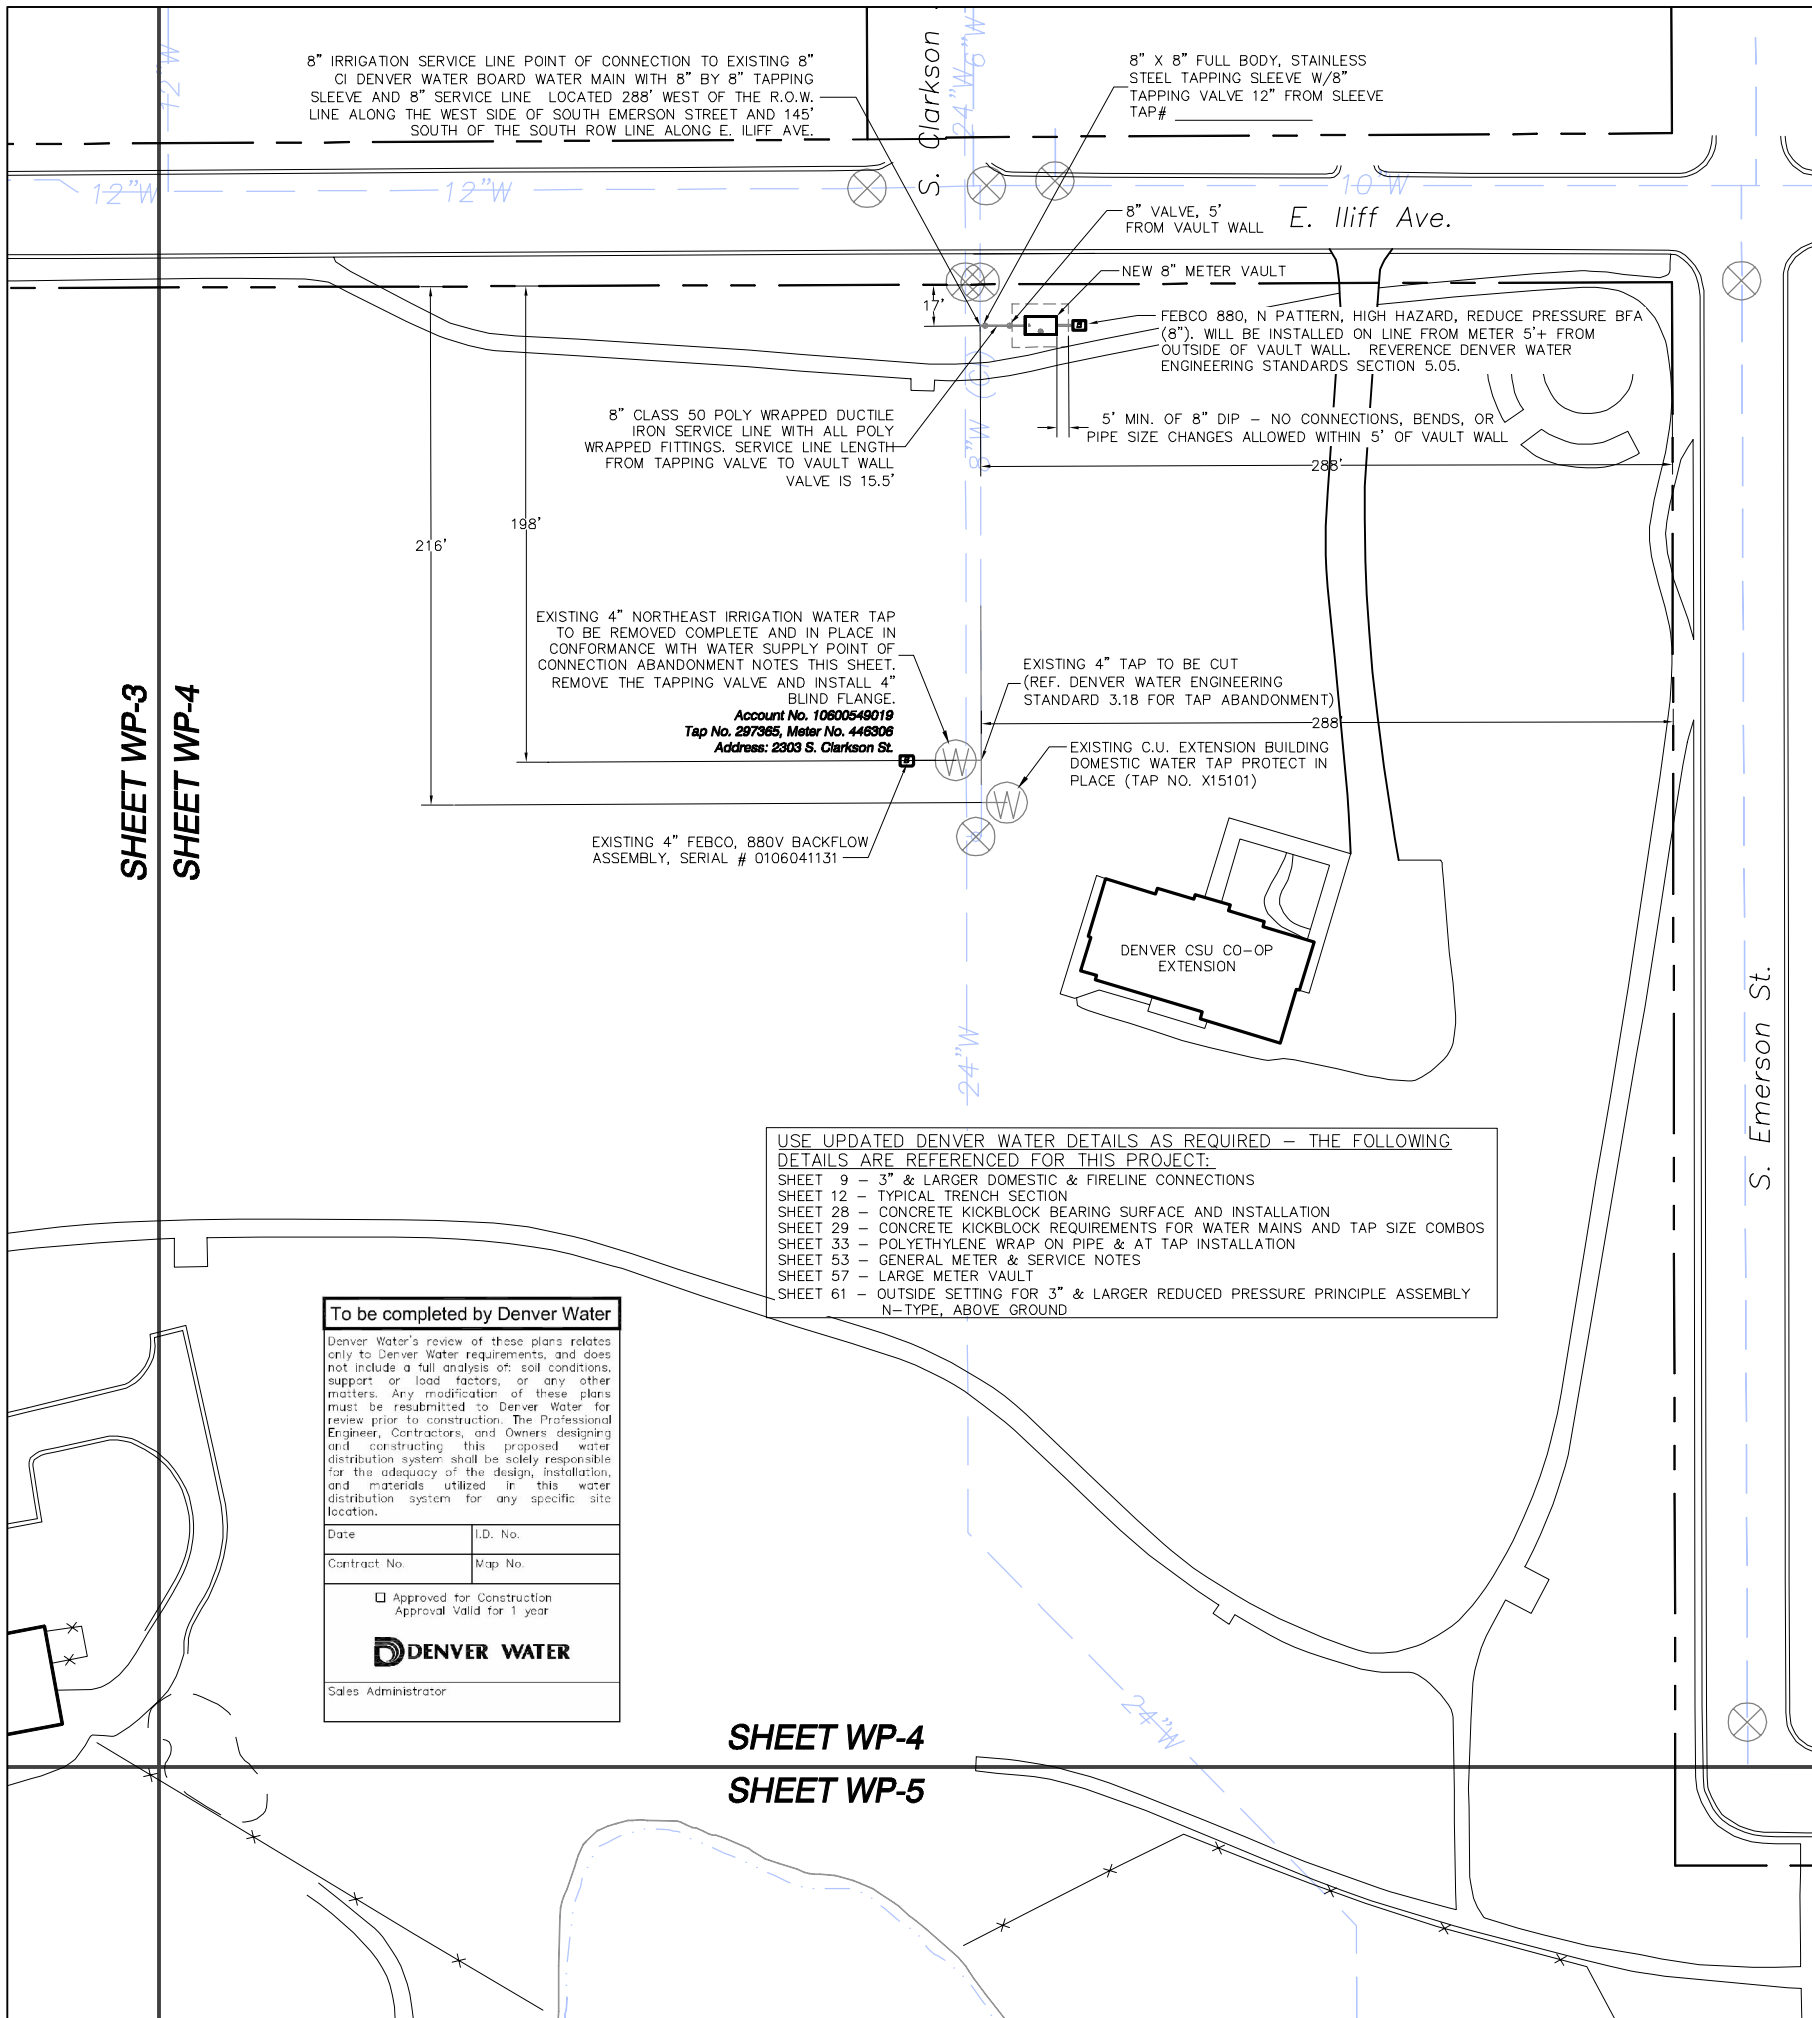 8" IRRIGATION SERVICE LINE POINT OF CONNECTION TO EXISTING 8"
CI DENVER WATER BOARD WATER MAIN WITH 8" BY 8" TAPPING
SLEEVE AND 8" SERVICE LINE LOCATED 288' WEST OF THE R.O.W.
LINE ALONG THE WEST SIDE OF SOUTH EMERSON STREET AND 145'
SOUTH OF THE SOUTH ROW LINE ALONG E. ILIFF AVE.
12"W
S. Clarkson
24"W
6"W
8" X 8" FULL BODY, STAINLESS
STEEL TAPPING SLEEVE W/8"
TAPPING VALVE 12" FROM SLEEVE
TAP#
12"W
12"W
10"W
8" VALVE, 5'
FROM VAULT WALL
E. Iliff Ave.
NEW 8" METER VAULT
17'
FEBCO 880, N PATTERN, HIGH HAZARD, REDUCE PRESSURE BFA
(8"). WILL BE INSTALLED ON LINE FROM METER 5'+ FROM
OUTSIDE OF VAULT WALL. REVERENCE DENVER WATER
ENGINEERING STANDARDS SECTION 5.05.
8"W (CI)
8" CLASS 50 POLY WRAPPED DUCTILE
IRON SERVICE LINE WITH ALL POLY
WRAPPED FITTINGS. SERVICE LINE LENGTH
FROM TAPPING VALVE TO VAULT WALL
VALVE IS 15.5'
5' MIN. OF 8" DIP – NO CONNECTIONS, BENDS, OR
PIPE SIZE CHANGES ALLOWED WITHIN 5' OF VAULT WALL
288'
198'
216'
EXISTING 4" NORTHEAST IRRIGATION WATER TAP
TO BE REMOVED COMPLETE AND IN PLACE IN
CONFORMANCE WITH WATER SUPPLY POINT OF
CONNECTION ABANDONMENT NOTES THIS SHEET.
REMOVE THE TAPPING VALVE AND INSTALL 4"
BLIND FLANGE.
Account No. 10600549019
Tap No. 297365, Meter No. 446306
Address: 2303 S. Clarkson St.
EXISTING 4" TAP TO BE CUT
(REF. DENVER WATER ENGINEERING
STANDARD 3.18 FOR TAP ABANDONMENT)
288'
W
EXISTING C.U. EXTENSION BUILDING
DOMESTIC WATER TAP PROTECT IN
PLACE (TAP NO. X15101)
W
EXISTING 4" FEBCO, 880V BACKFLOW
ASSEMBLY, SERIAL # 0106041131
SHEET WP-3
SHEET WP-4
DENVER CSU CO-OP
EXTENSION
24"W
S. Emerson St.
USE UPDATED DENVER WATER DETAILS AS REQUIRED – THE FOLLOWING
DETAILS ARE REFERENCED FOR THIS PROJECT:
SHEET 9 – 3" & LARGER DOMESTIC & FIRELINE CONNECTIONS
SHEET 12 – TYPICAL TRENCH SECTION
SHEET 28 – CONCRETE KICKBLOCK BEARING SURFACE AND INSTALLATION
SHEET 29 – CONCRETE KICKBLOCK REQUIREMENTS FOR WATER MAINS AND TAP SIZE COMBOS
SHEET 33 – POLYETHYLENE WRAP ON PIPE & AT TAP INSTALLATION
SHEET 53 – GENERAL METER & SERVICE NOTES
SHEET 57 – LARGE METER VAULT
SHEET 61 – OUTSIDE SETTING FOR 3" & LARGER REDUCED PRESSURE PRINCIPLE ASSEMBLY
N-TYPE, ABOVE GROUND
To be completed by Denver Water
Denver Water's review of these plans relates
only to Denver Water requirements, and does
not include a full analysis of: soil conditions,
support or load factors, or any other
matters. Any modification of these plans
must be resubmitted to Denver Water for
review prior to construction. The Professional
Engineer, Contractors, and Owners designing
and constructing this proposed water
distribution system shall be solely responsible
for the adequacy of the design, installation,
and materials utilized in this water
distribution system for any specific site
location.
Date
I.D. No.
Contract No.
Map No.
Approved for Construction
Approval Valid for 1 year
DENVER WATER
Sales Administrator
24"W
SHEET WP-4
SHEET WP-5